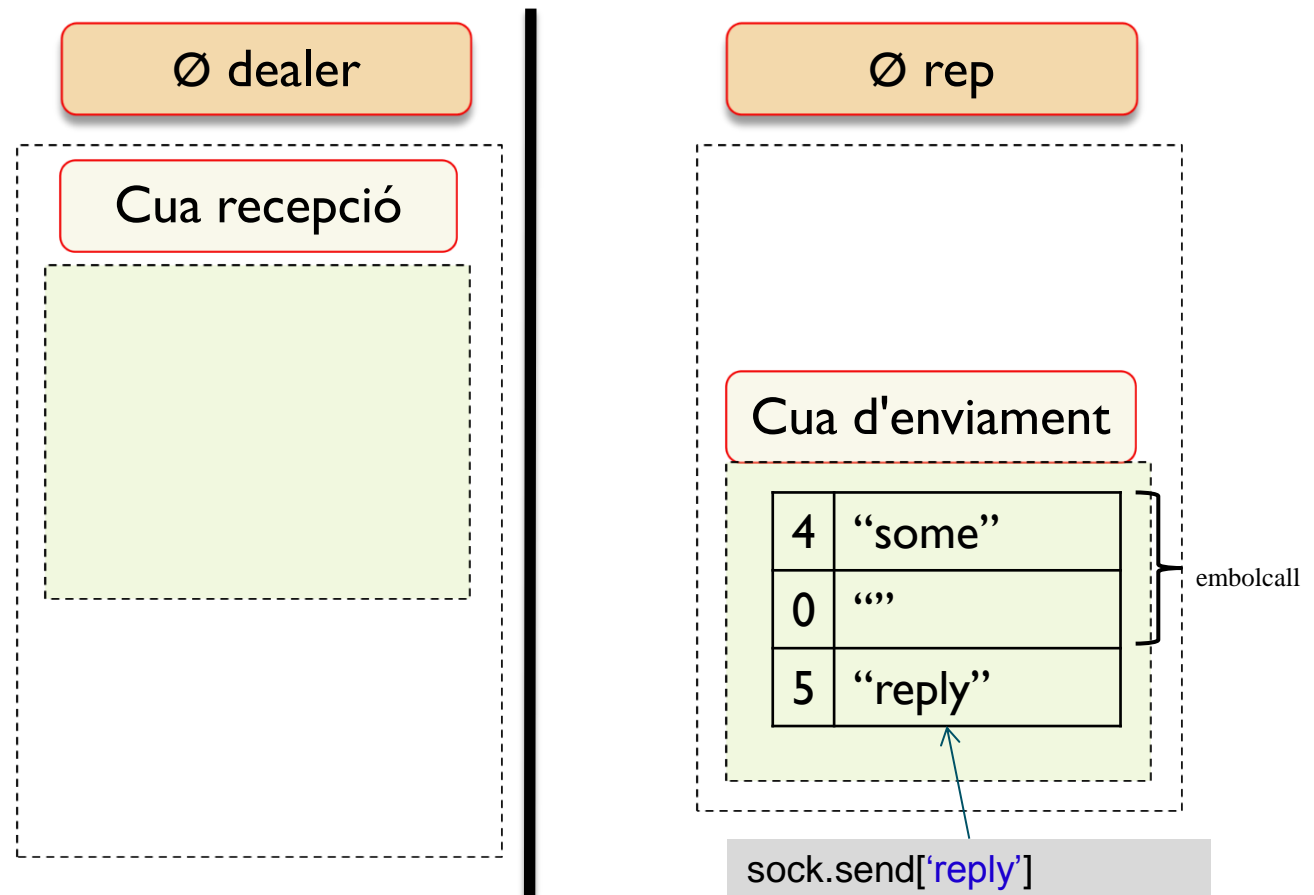 Ø dealer
Cua recepció
Ø rep
Cua d'enviament
4 “some”
0 “”
5 “reply”
embolcall
sock.send[‘reply’]